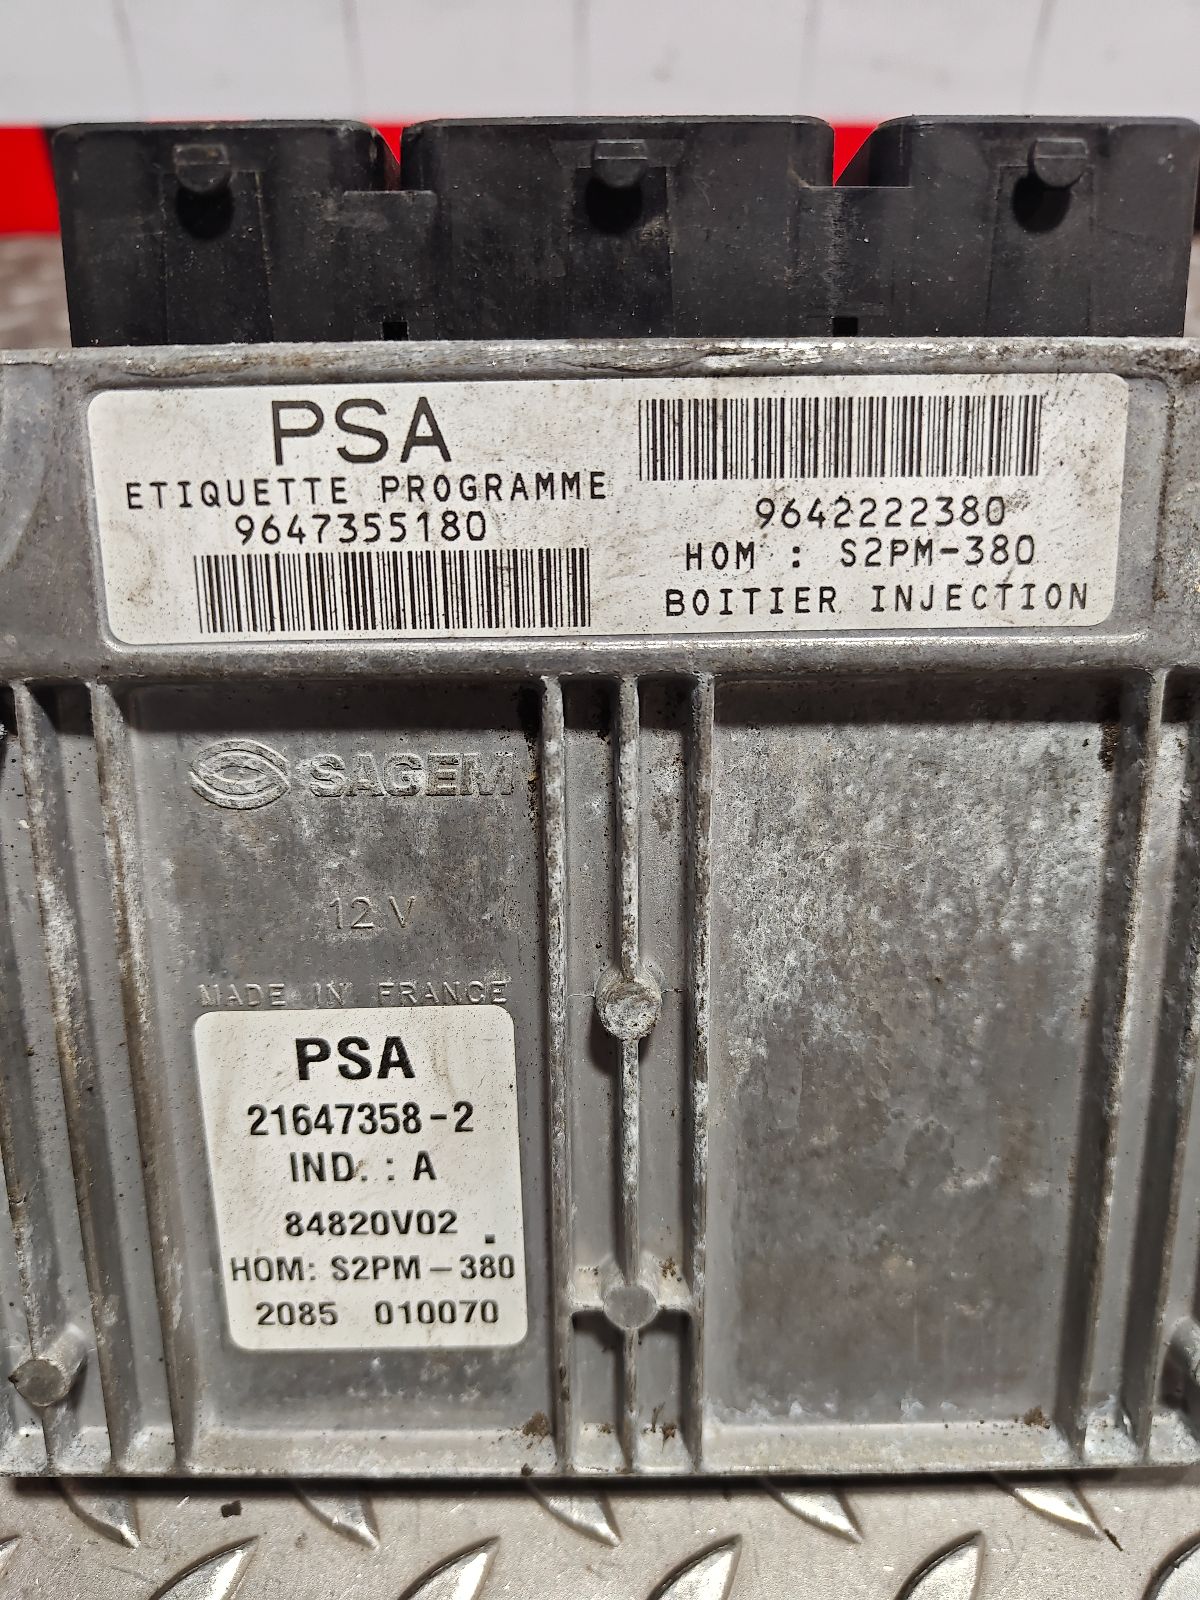 PSA
ETIQUETTE PROGRAMME
9647355180
9642222380
HOM : S2PM-380
BOITIER INJECTION
SAGEM
12 V
MADE IN FRANCE
PSA
21647358-2
IND. : A
84820V02 .
HOM: S2PM-380
2085 010070